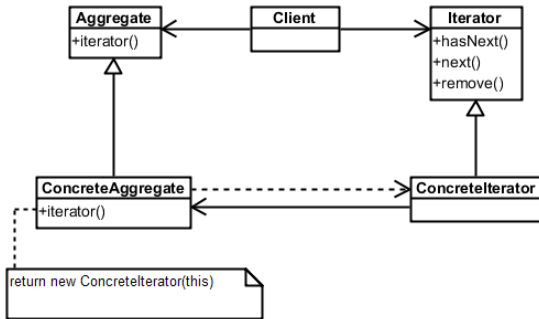 Aggregate
+iterator()
Client
Iterator
+hasNext()
+next()
+remove()
ConcreteAggregate
+iterator()
ConcreteIterator
return new ConcreteIterator(this)